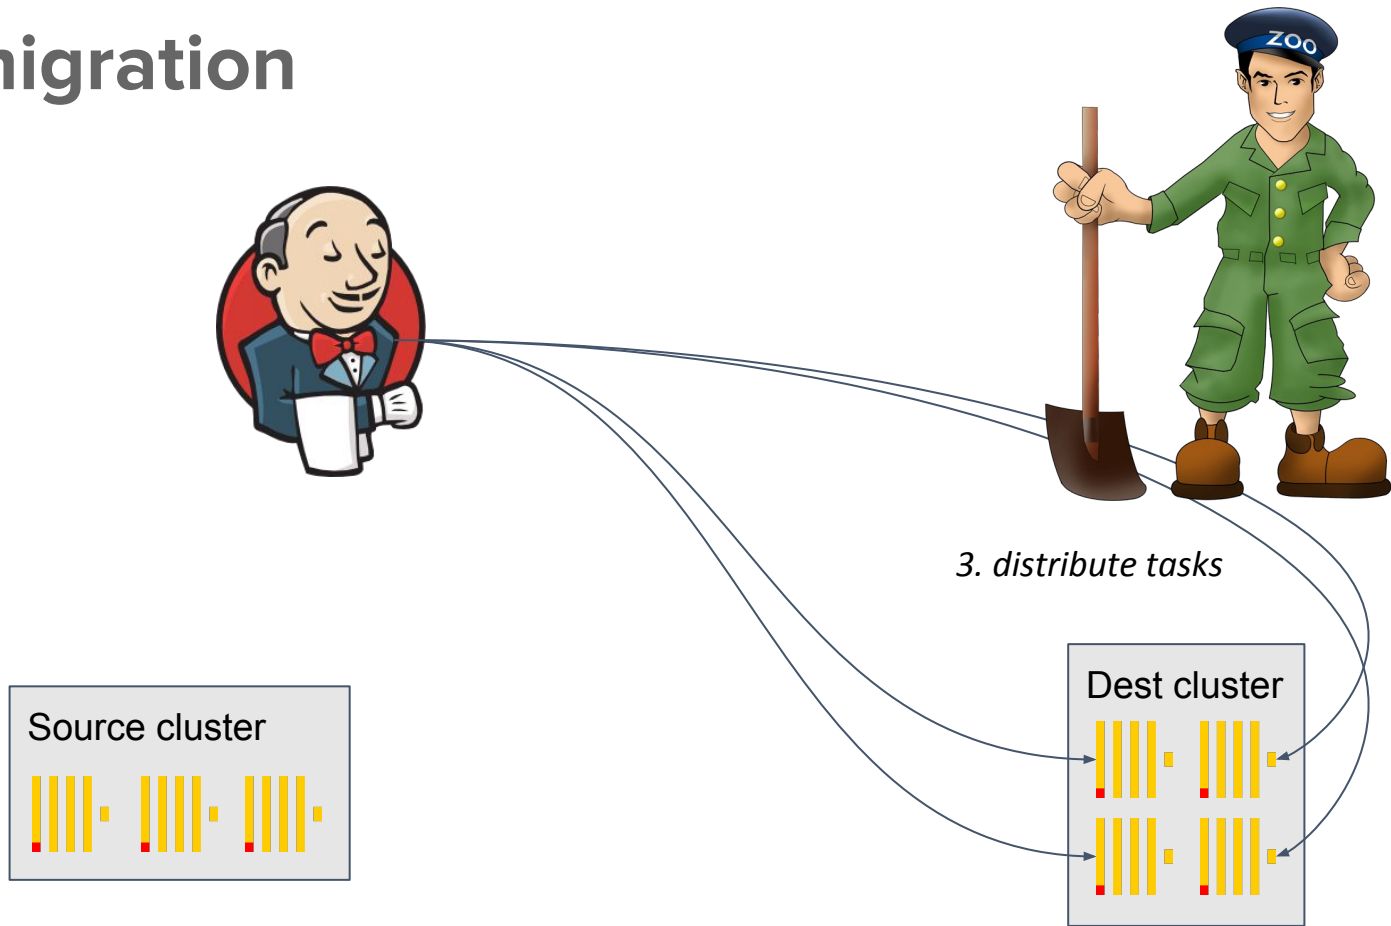 nigration
ZOO
3. distribute tasks
Dest cluster
Source cluster